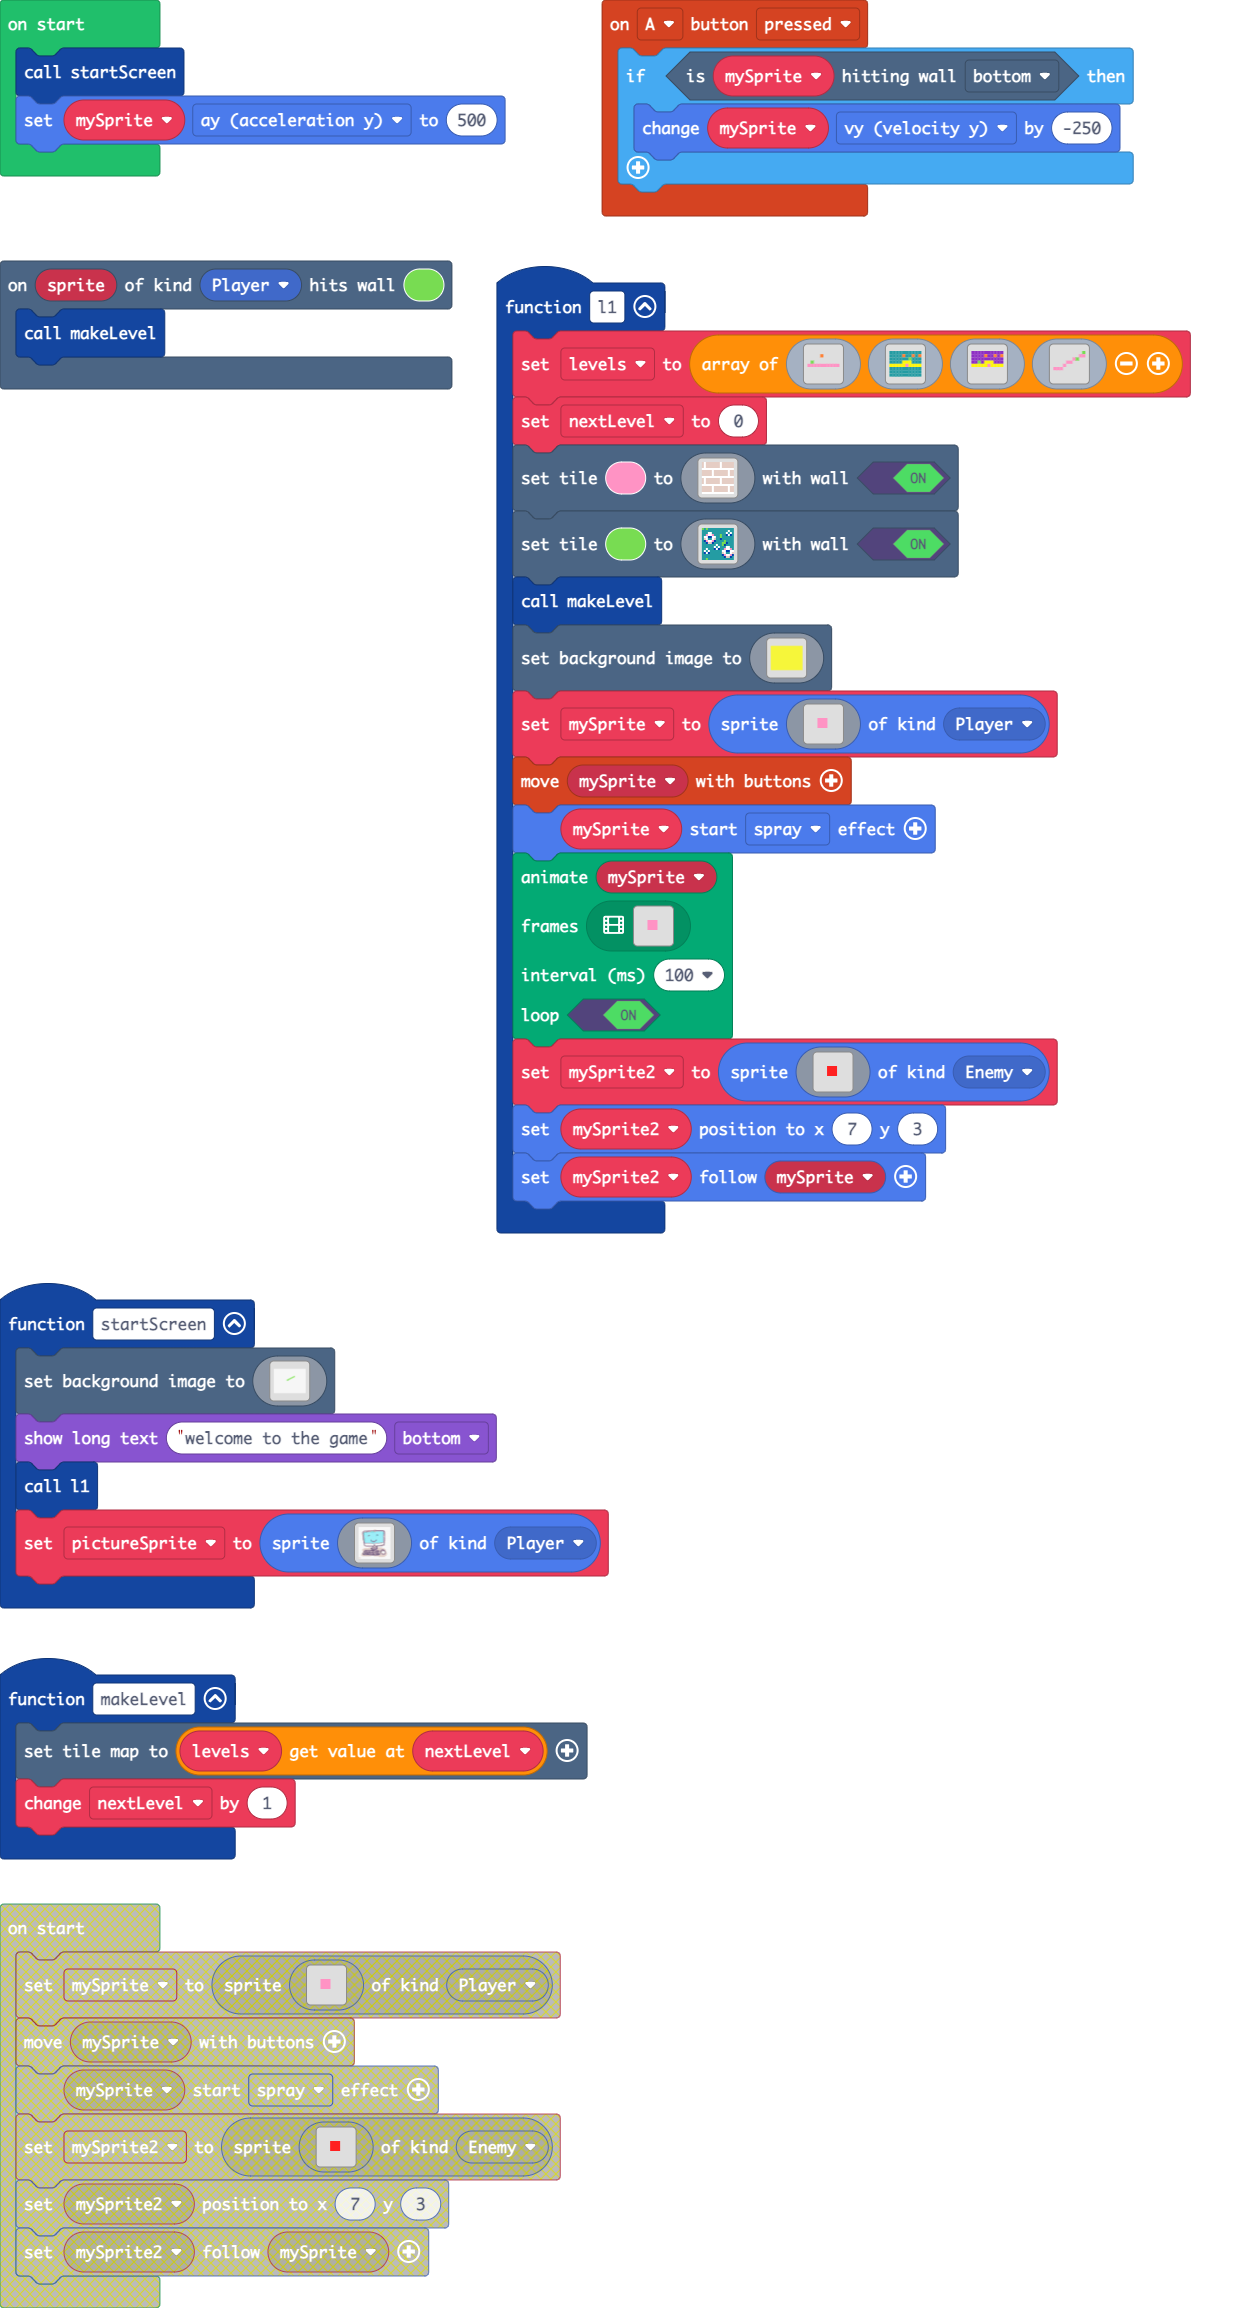 on start
call startScreen
set mySprite ay (acceleration y) to 500
on A button pressed
if is mySprite hitting wall bottom then
change mySprite vy (velocity y) by -250
on sprite of kind Player hits wall
call makeLevel
function l1
set levels to array of
set nextLevel to 0
set tile to with wall ON
set tile to with wall ON
call makeLevel
set background image to
set mySprite to sprite of kind Player
move mySprite with buttons
mySprite start spray effect
animate mySprite
frames
interval (ms) 100
loop ON
set mySprite2 to sprite of kind Enemy
set mySprite2 position to x 7 y 3
set mySprite2 follow mySprite
function startScreen
set background image to
show long text "welcome to the game" bottom
call l1
set pictureSprite to sprite of kind Player
function makeLevel
set tile map to levels get value at nextLevel
change nextLevel by 1
on start
set mySprite to sprite of kind Player
move mySprite with buttons
mySprite start spray effect
set mySprite2 to sprite of kind Enemy
set mySprite2 position to x 7 y 3
set mySprite2 follow mySprite